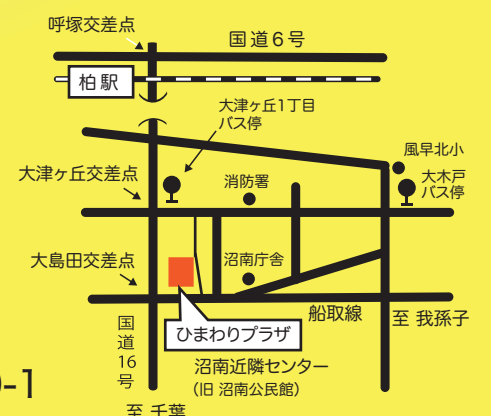 呼塚交差点
国道6号
柏駅
大津ヶ丘1丁目
バス停
風早北小
大津ヶ丘交差点
消防署
大木戸
バス停
大島田交差点
沼南庁舎
船取線
至 我孫子
国道16号
ひまわりプラザ
沼南近隣センター
(旧 沼南公民館)
-1
至 千葉